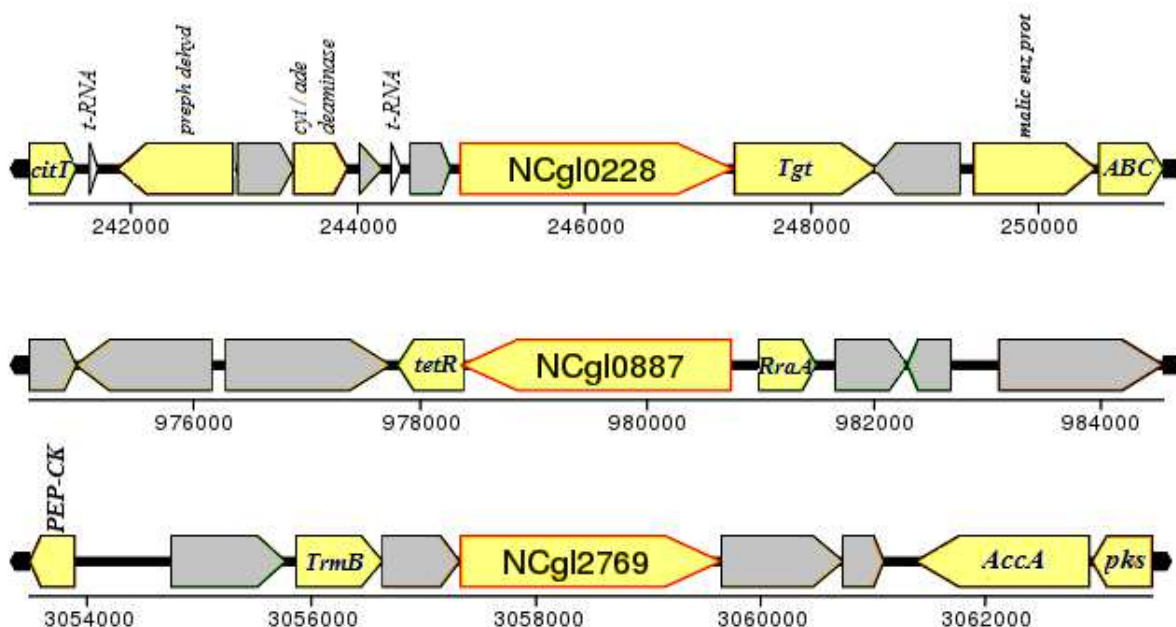 t-RNA
preph dehyd
cyt / ade
deaminase
t-RNA
malic enz prot
citT
NCgl0228
Tgt
ABC
242000 244000 246000 248000 250000
tetR
NCgl0887
RraA
976000 978000 980000 982000 984000
PEP-CK
TrmB
NCgl2769
AccA
pks
3054000 3056000 3058000 3060000 3062000